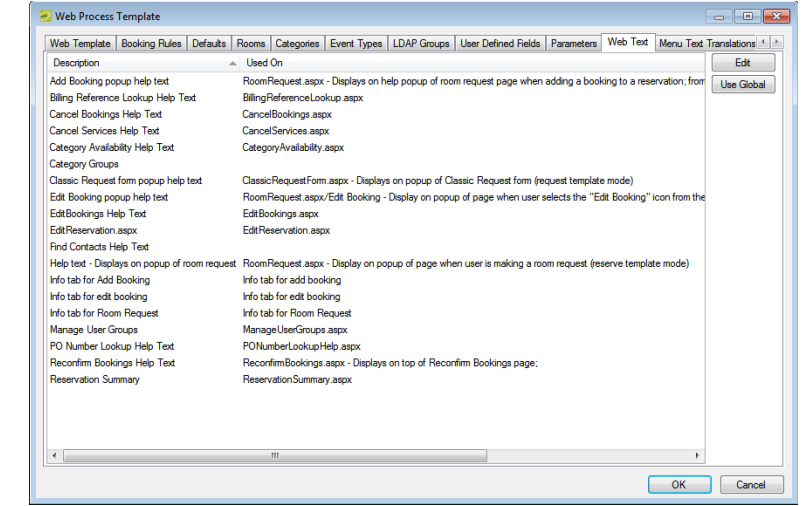 Web Process Template
Web Template Booking Rules Defaults Rooms Categories Event Types LDAP Groups User Defined Fields Parameters Web Text Menu Text Translations
Description Used On Edit
Add Booking popup help text RoomRequest.aspx - Displays on help popup of room request page when adding a booking to a reservation; from Use Global
Billing Reference Lookup Help Text BillingReferenceLookup.aspx
Cancel Bookings Help Text CancelBookings.aspx
Cancel Services Help Text CancelServices.aspx
Category Availability Help Text CategoryAvailability.aspx
Category Groups
Classic Request form popup help text ClassicRequestForm.aspx - Displays on popup of Classic Request form (request template mode)
Edit Booking popup help text RoomRequest.aspx/Edit Booking - Display on popup of page when user selects the "Edit Booking" icon from the
EditBookings Help Text EditBookings.aspx
EditReservation.aspx EditReservation.aspx
Find Contacts Help Text
Help text - Displays on popup of room request RoomRequest.aspx - Display on popup of page when user is making a room request (reserve template mode)
Info tab for Add Booking Info tab for add booking
Info tab for edit booking Info tab for edit booking
Info tab for Room Request Info tab for Room Request
Manage User Groups ManageUserGroups.aspx
PO Number Lookup Help Text PONumberLookupHelp.aspx
Reconfirm Bookings Help Text ReconfirmBookings.aspx - Displays on top of Reconfirm Bookings page;
Reservation Summary ReservationSummary.aspx
OK Cancel